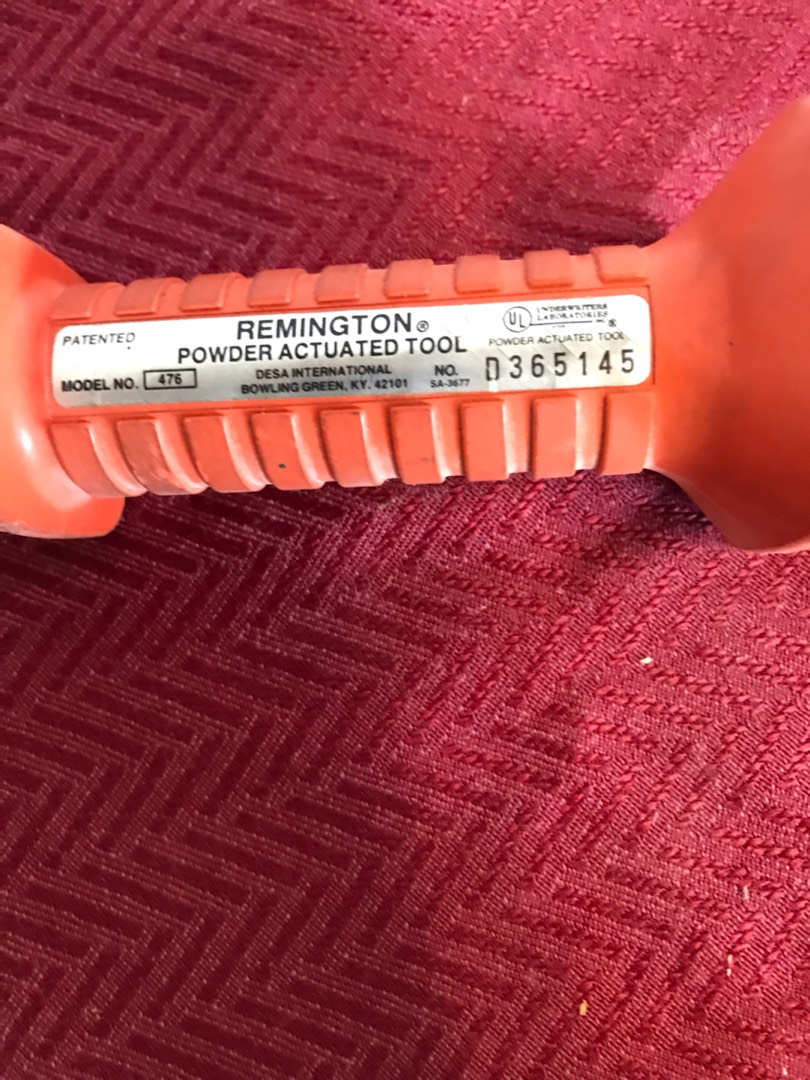 PATENTED
REMINGTON®
POWDER ACTUATED TOOL
MODEL NO. 476
DESA INTERNATIONAL
BOWLING GREEN, KY. 42101
NO.
SA-3677
UL
UNDERWRITERS
LABORATORIES
INC.®
POWDER ACTUATED TOOL
D365145